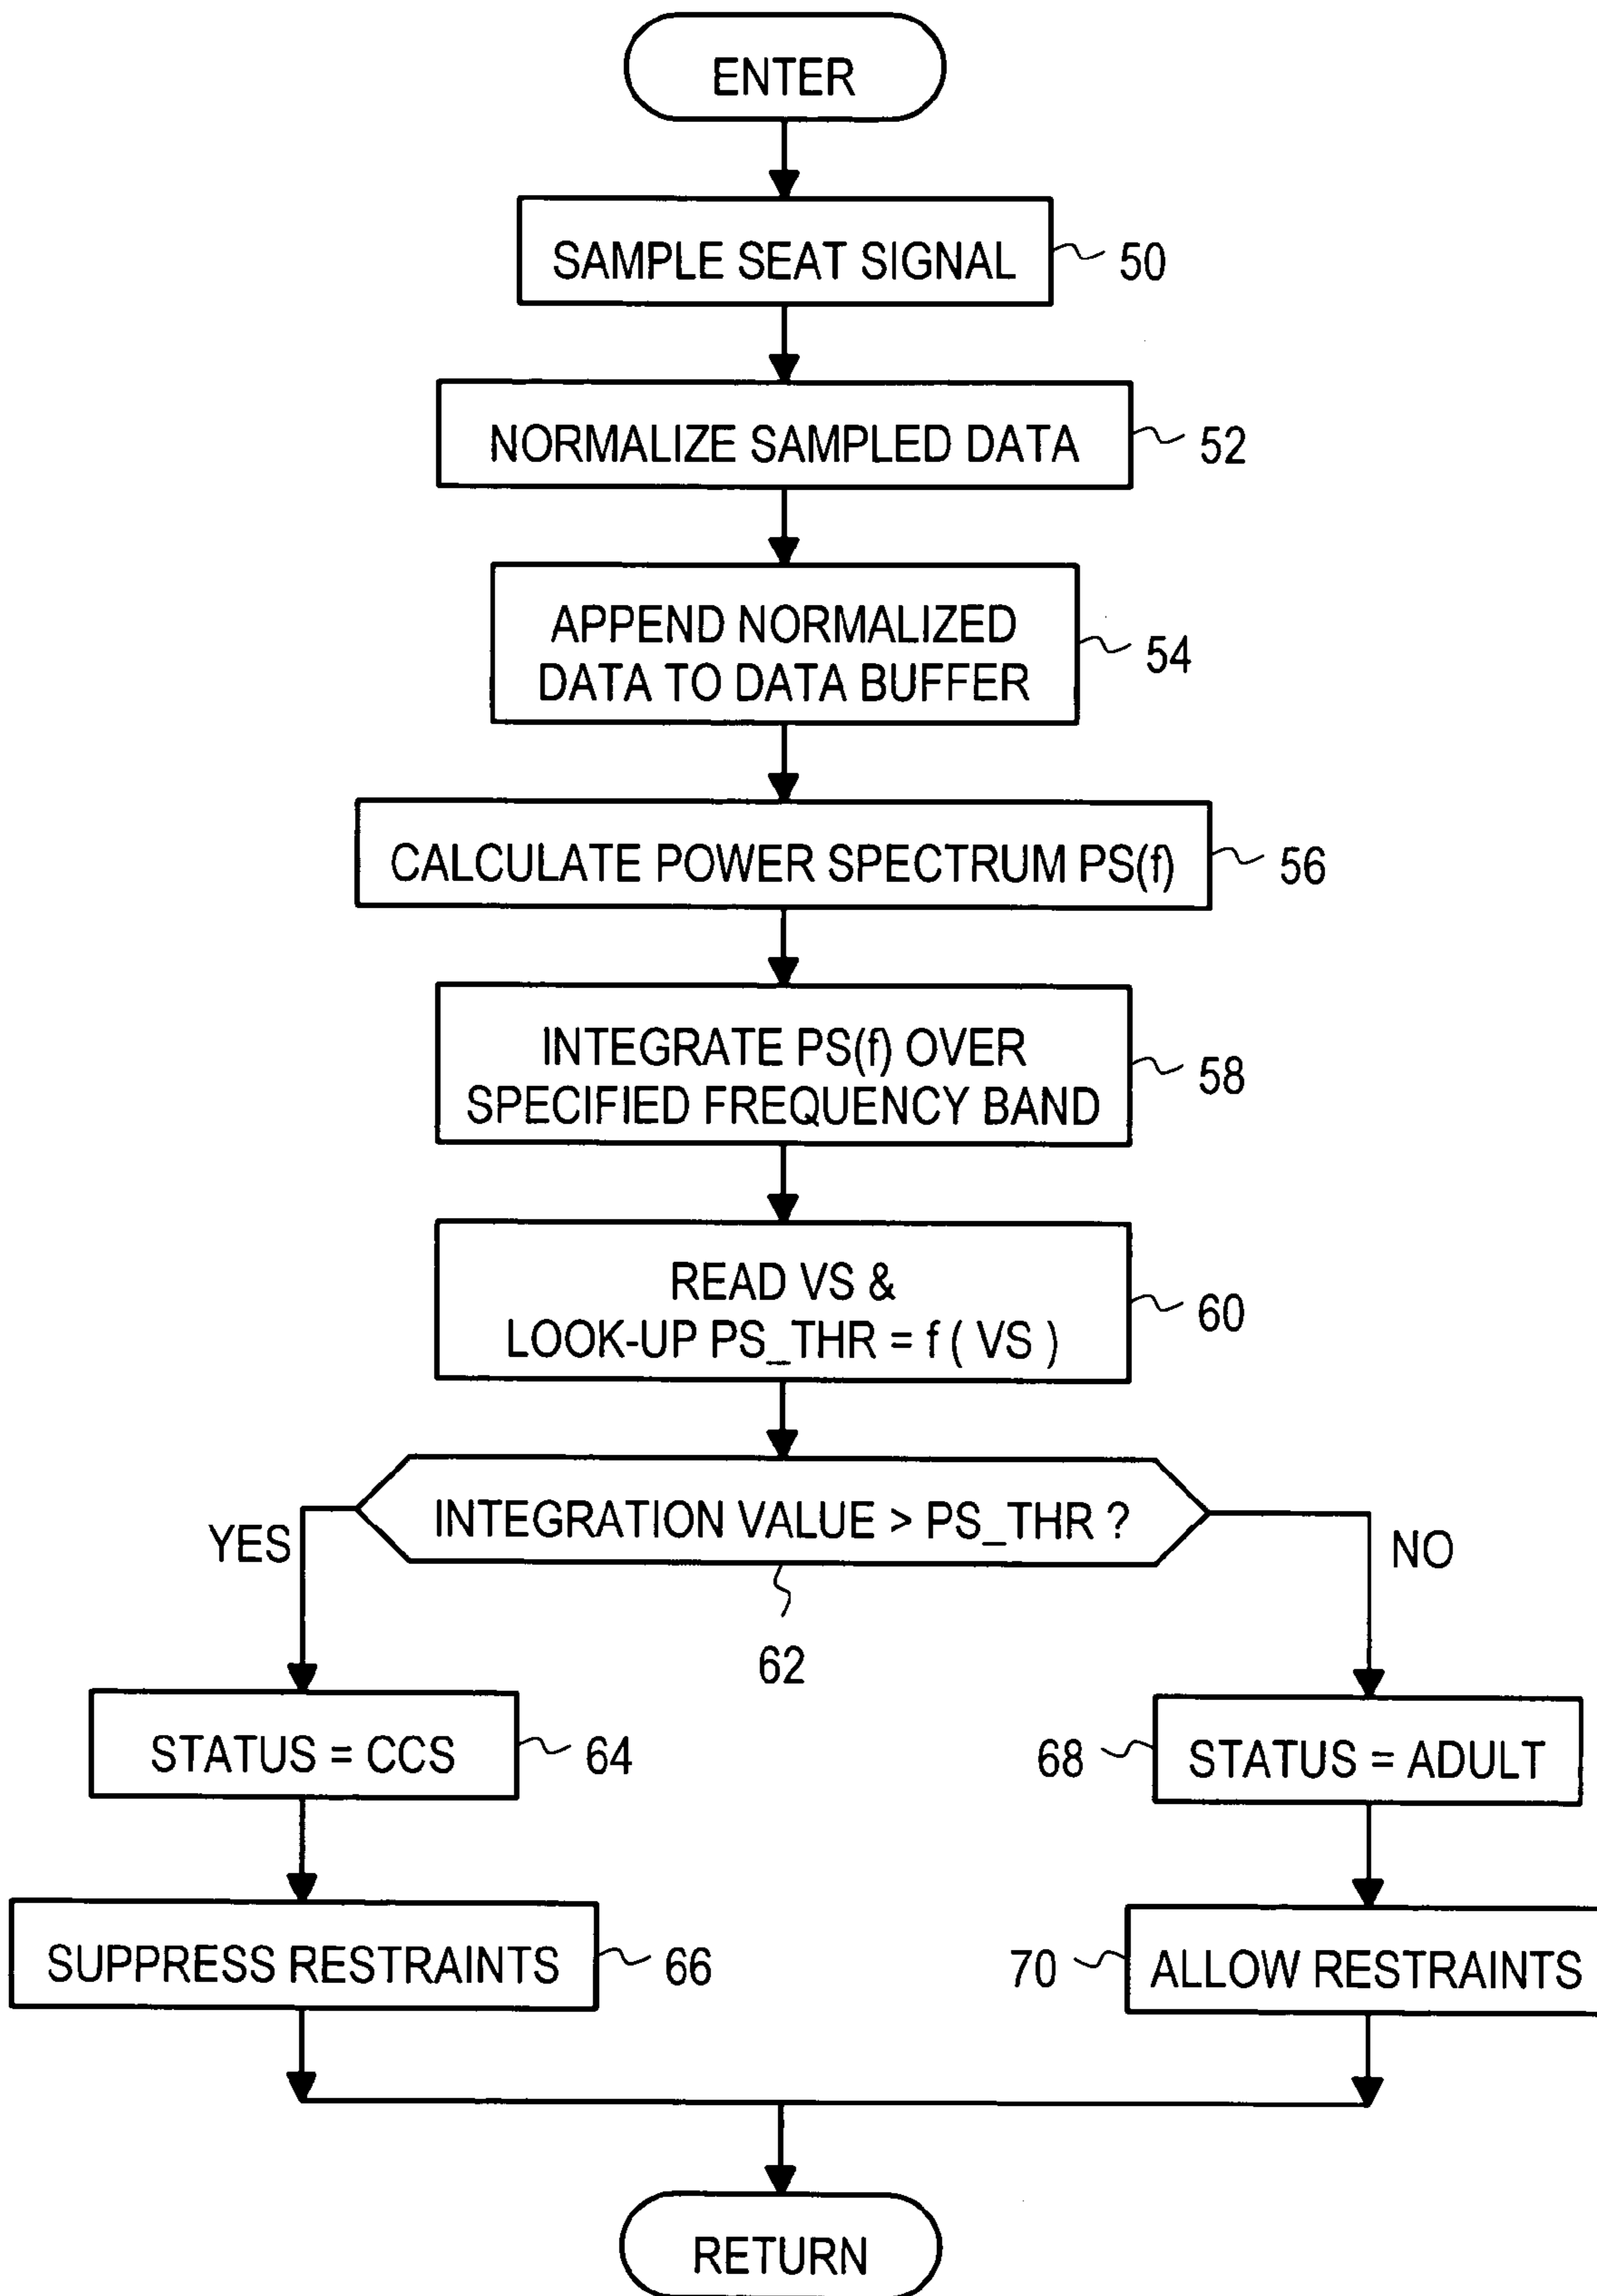 ENTER
SAMPLE SEAT SIGNAL
50
NORMALIZE SAMPLED DATA
52
APPEND NORMALIZED
DATA TO DATA BUFFER
54
CALCULATE POWER SPECTRUM PS(f)
56
INTEGRATE PS(f) OVER
SPECIFIED FREQUENCY BAND
58
READ VS &
LOOK-UP PS_THR = f ( VS )
60
INTEGRATION VALUE > PS_THR ?
YES
NO
62
STATUS = CCS
64
68
STATUS = ADULT
SUPPRESS RESTRAINTS
66
70
ALLOW RESTRAINTS
RETURN